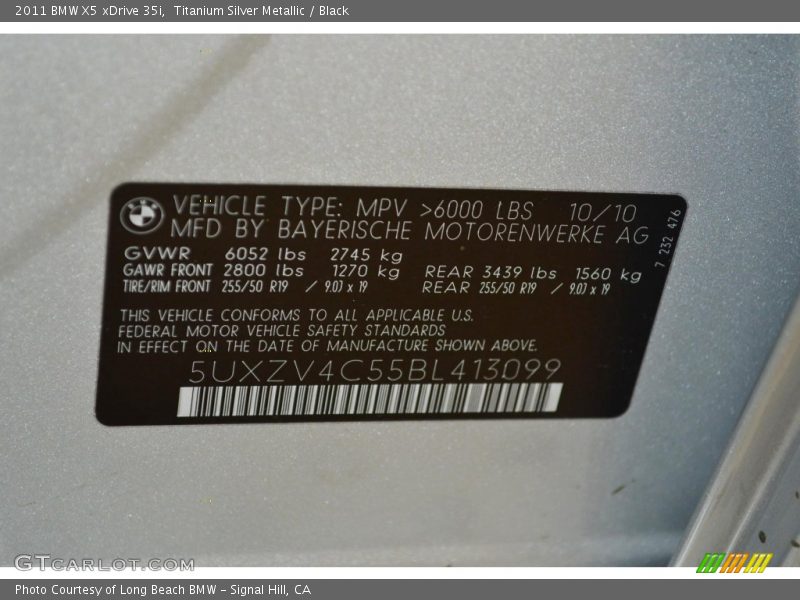 2011 BMW X5 xDrive 35i, Titanium Silver Metallic / Black
VEHICLE TYPE: MPV >6000 LBS 10/10
MFD BY BAYERISCHE MOTORENWERKE AG
7 232 476
GVWR 6052 lbs 2745 kg
GAWR FRONT 2800 lbs 1270 kg REAR 3439 lbs 1560 kg
TIRE/RIM FRONT 255/50 R19 / 9.0J x 19 REAR 255/50 R19 / 9.0J x 19
THIS VEHICLE CONFORMS TO ALL APPLICABLE U.S.
FEDERAL MOTOR VEHICLE SAFETY STANDARDS
IN EFFECT ON THE DATE OF MANUFACTURE SHOWN ABOVE.
5UXZV4C55BL413099
GTCARLOT.COM
Photo Courtesy of Long Beach BMW - Signal Hill, CA